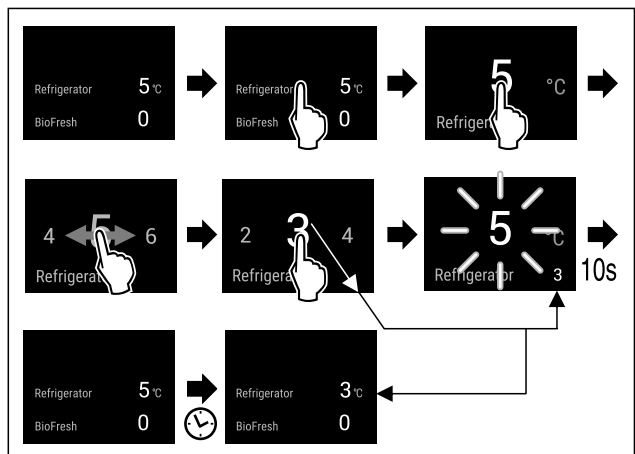 Refrigerator 5 °C
BioFresh 0
Refrigerator 5 °C
BioFresh 0
5 °C
Refriger
4 5 6
Refrigerat
2 3 4
Refrigera
5 °C
Refrigerator 3
10s
Refrigerator 5 °C
BioFresh 0
Refrigerator 3 °C
BioFresh 0